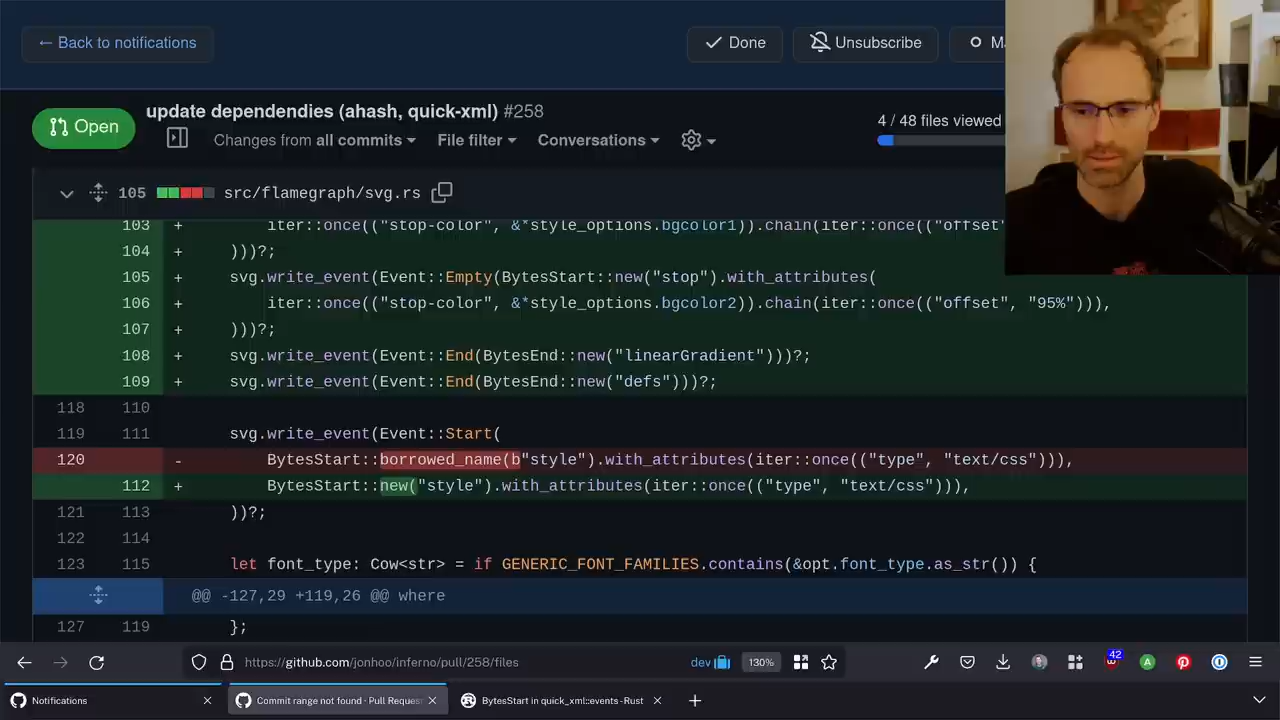 ← Back to notifications
Done
Unsubscribe
Open
update dependendies (ahash, quick-xml) #258
Changes from all commits
File filter
Conversations
4 / 48 files viewed
105 src/flamegraph/svg.rs
103 + iter::once(("stop-color", &*style_options.bgcolor1)).chain(iter::once(("offset"
104 + )))?;
105 + svg.write_event(Event::Empty(BytesStart::new("stop").with_attributes(
106 + iter::once(("stop-color", &*style_options.bgcolor2)).chain(iter::once(("offset", "95%"))),
107 + )))?;
108 + svg.write_event(Event::End(BytesEnd::new("linearGradient")))?;
109 + svg.write_event(Event::End(BytesEnd::new("defs")))?;
118 110
119 111 svg.write_event(Event::Start(
120 - BytesStart::borrowed_name(b"style").with_attributes(iter::once(("type", "text/css"))),
112 + BytesStart::new("style").with_attributes(iter::once(("type", "text/css"))),
121 113 ))?;
122 114
123 115 let font_type: Cow<str> = if GENERIC_FONT_FAMILIES.contains(&opt.font_type.as_str()) {
@@ -127,29 +119,26 @@ where
127 119 };
https://github.com/jonhoo/inferno/pull/258/files
dev
130%
42
Notifications
Commit range not found · Pull Reques
BytesStart in quick_xml::events - Rust